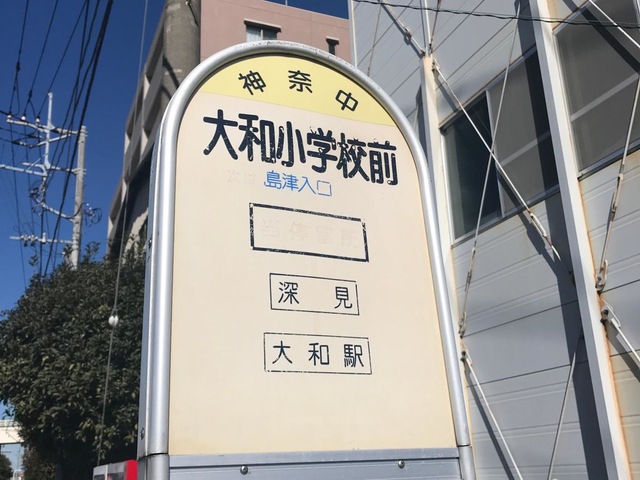 神奈中
大和小学校前
島津入口
深見
大和駅